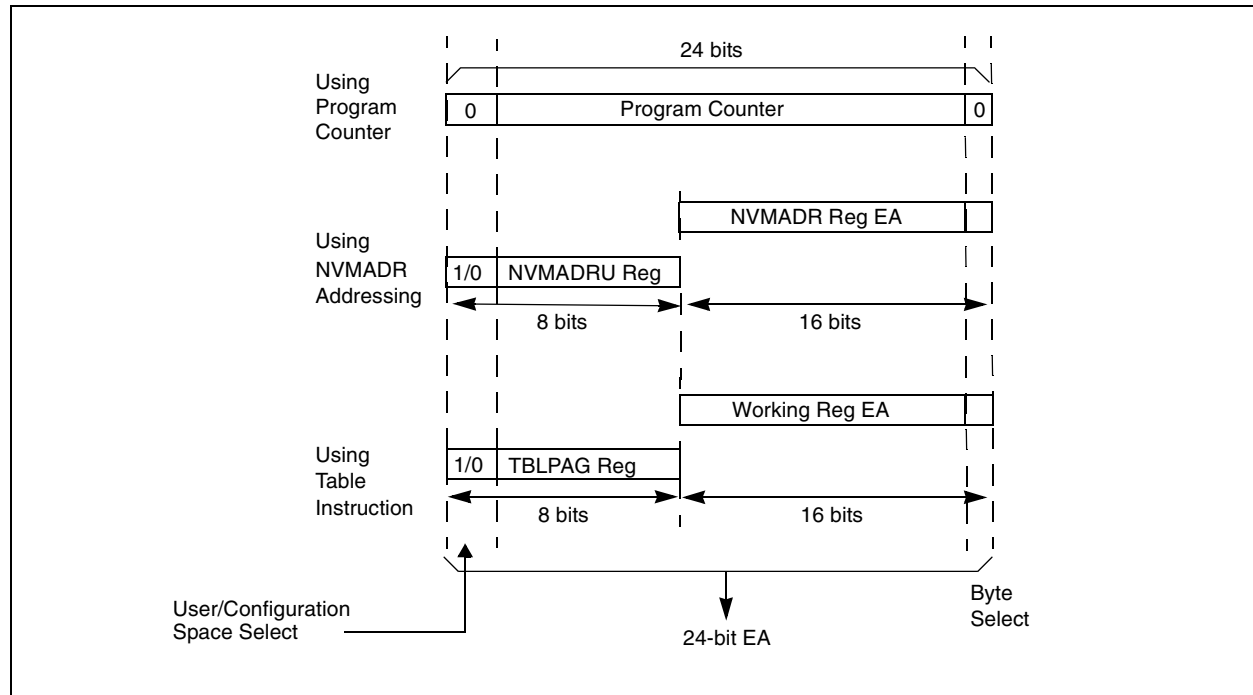 24 bits
Using
Program
Counter
0
Program Counter
0
NVMADR Reg EA
Using
NVMADR
Addressing
1/0
NVMADRU Reg
8 bits
16 bits
Working Reg EA
Using
Table
Instruction
1/0
TBLPAG Reg
8 bits
16 bits
User/Configuration
Space Select
24-bit EA
Byte
Select